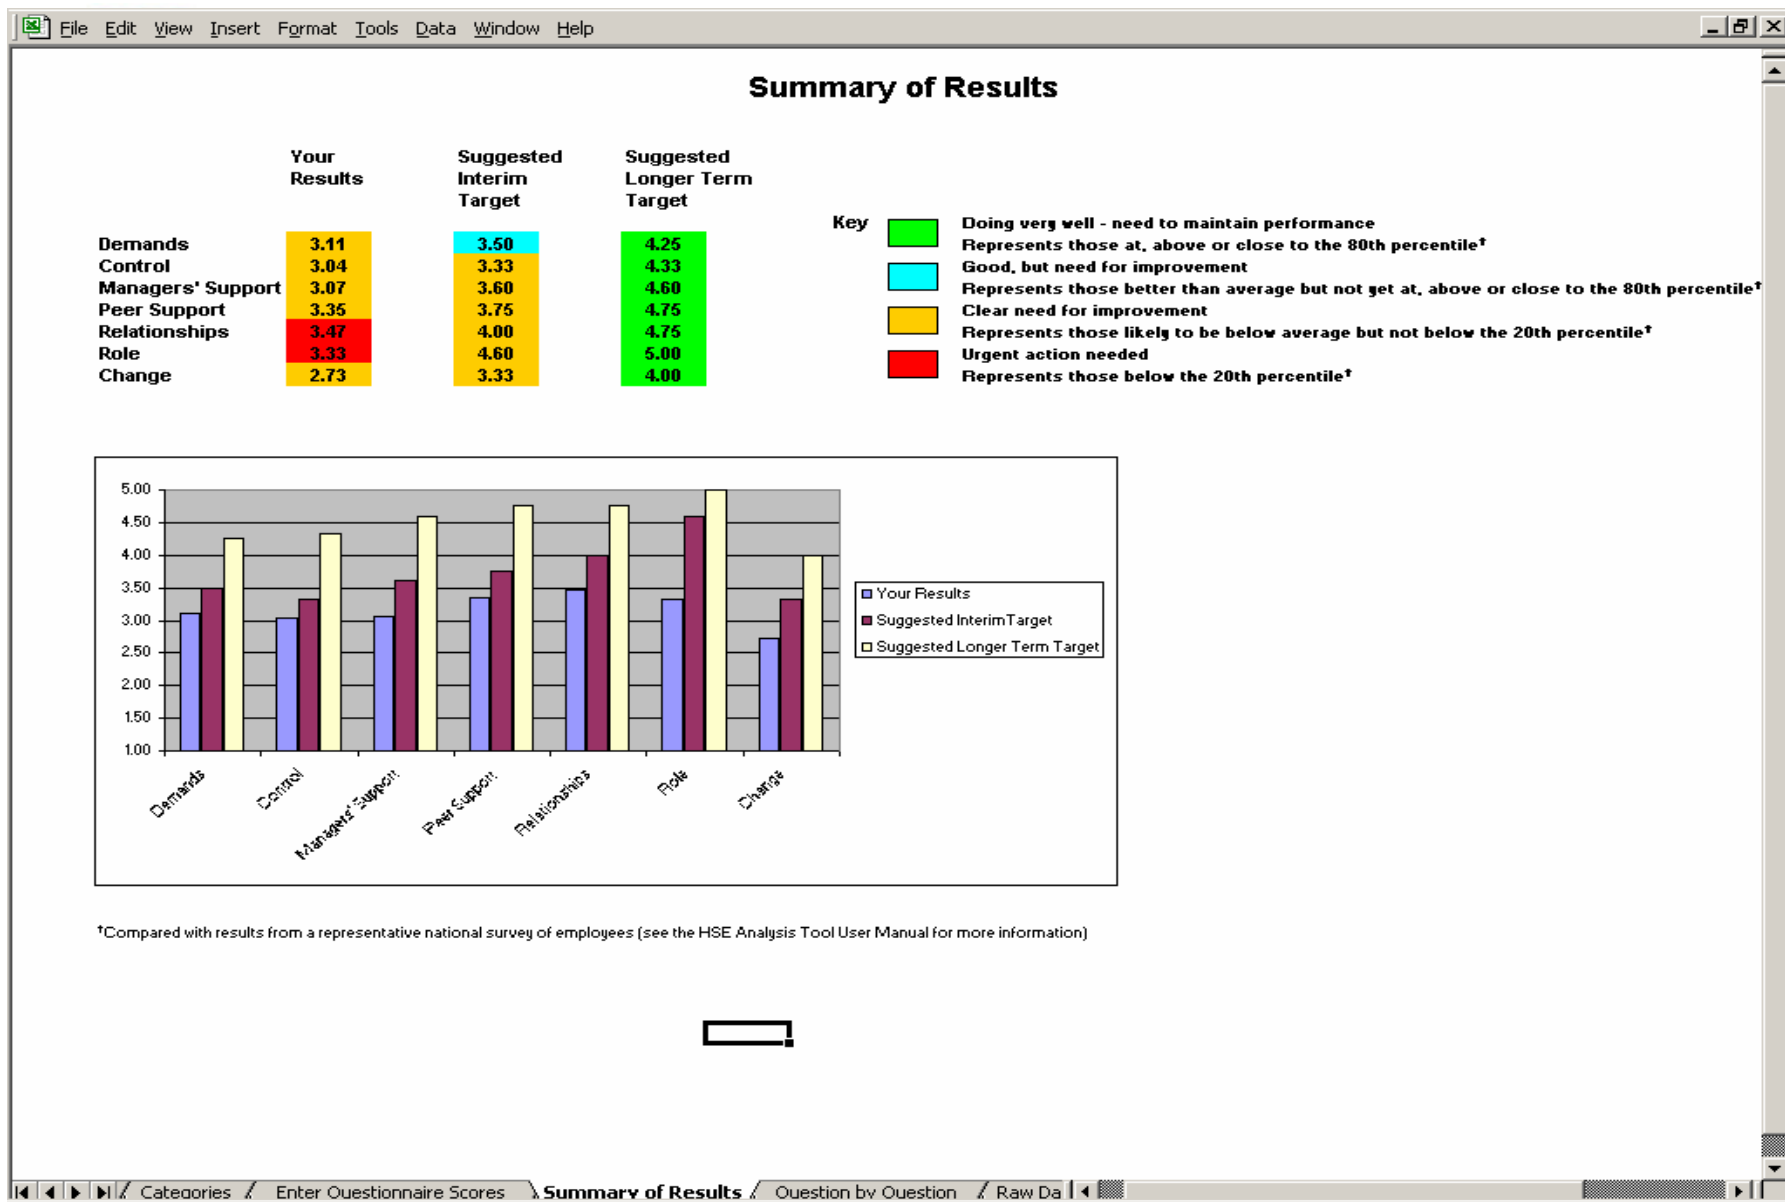 File Edit View Insert Format Tools Data Window Help
Summary of Results
Your Results
Suggested Interim Target
Suggested Longer Term Target
Demands 3.11 3.50 4.25
Control 3.04 3.33 4.33
Managers' Support 3.07 3.60 4.60
Peer Support 3.35 3.75 4.75
Relationships 3.47 4.00 4.75
Role 3.33 4.60 5.00
Change 2.73 3.33 4.00
Key
Doing very well - need to maintain performance
Represents those at, above or close to the 80th percentile†
Good, but need for improvement
Represents those better than average but not yet at, above or close to the 80th percentile†
Clear need for improvement
Represents those likely to be below average but not below the 20th percentile†
Urgent action needed
Represents those below the 20th percentile†
5.00
4.50
4.00
3.50
3.00
2.50
2.00
1.50
1.00
Demands
Control
Managers' Support
Peer Support
Relationships
Role
Change
Your Results
Suggested InterimTarget
Suggested Longer Term Target
†Compared with results from a representative national survey of employees (see the HSE Analysis Tool User Manual for more information)
Categories / Enter Questionnaire Scores \ Summary of Results / Question by Question / Raw Da